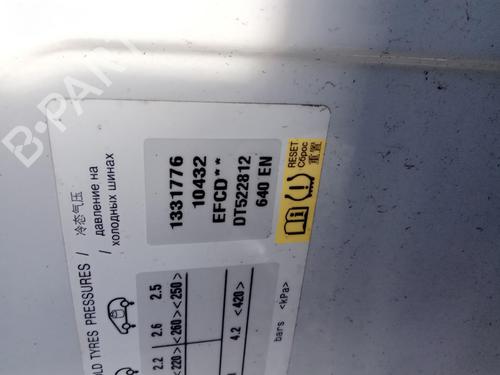 B-PARTS
OLD TYRES PRESSURES /
冷态气压 /
давление на
холодных шинах
/
1331776
10432
EFCD**
DT522812
640 EN
RESET
Сброс
重置
2.2 2.6 2.5
<220> <260> <250>
4.2 <420>
bars <kPa>